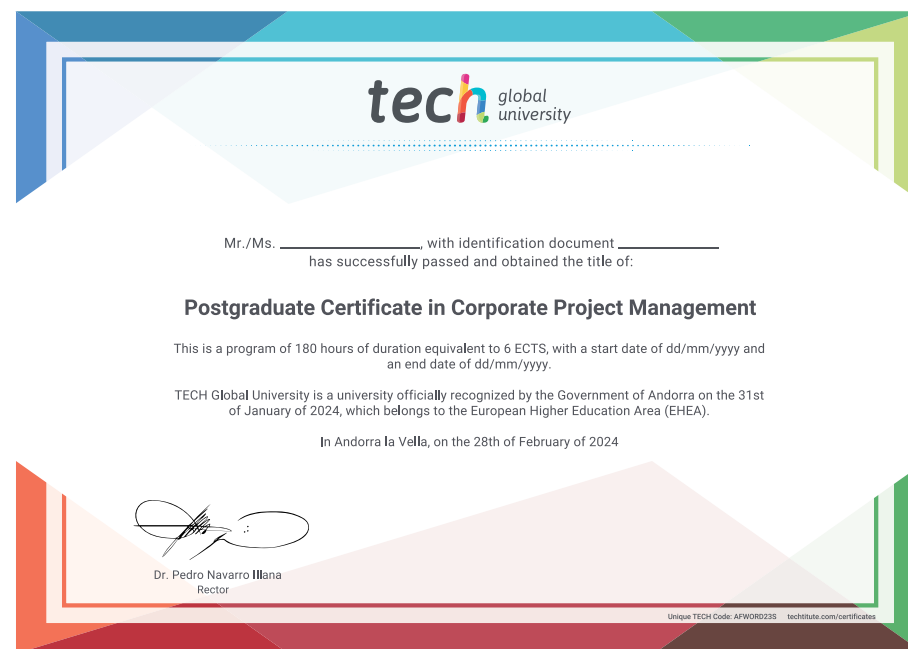 tech global
university
Mr./Ms. ____________, with identification document ____________
has successfully passed and obtained the title of:
Postgraduate Certificate in Corporate Project Management
This is a program of 180 hours of duration equivalent to 6 ECTS, with a start date of dd/mm/yyyy and
an end date of dd/mm/yyyy.
TECH Global University is a university officially recognized by the Government of Andorra on the 31st
of January of 2024, which belongs to the European Higher Education Area (EHEA).
In Andorra la Vella, on the 28th of February of 2024
Dr. Pedro Navarro Illana
Rector
Unique TECH Code: AFWORD23S techtitute.com/certificates